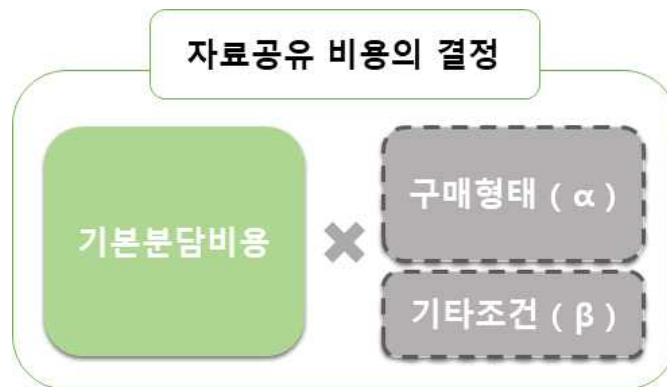 자료공유 비용의 결정
기본분담비용
구매형태 ( α )
기타조건 ( β )